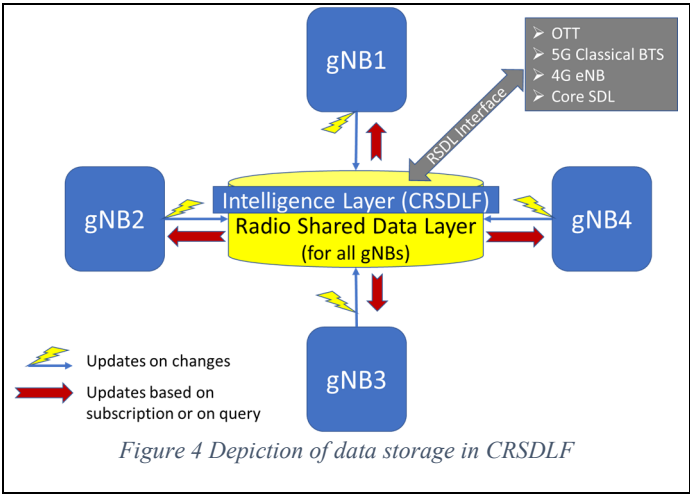 gNB1
➢ OTT
➢ 5G Classical BTS
➢ 4G eNB
➢ Core SDL
RSDL Interface
gNB2
Intelligence Layer (CRSDLF)
Radio Shared Data Layer
(for all gNBs)
gNB4
gNB3
Updates on changes
Updates based on
subscription or on query
Figure 4 Depiction of data storage in CRSDLF